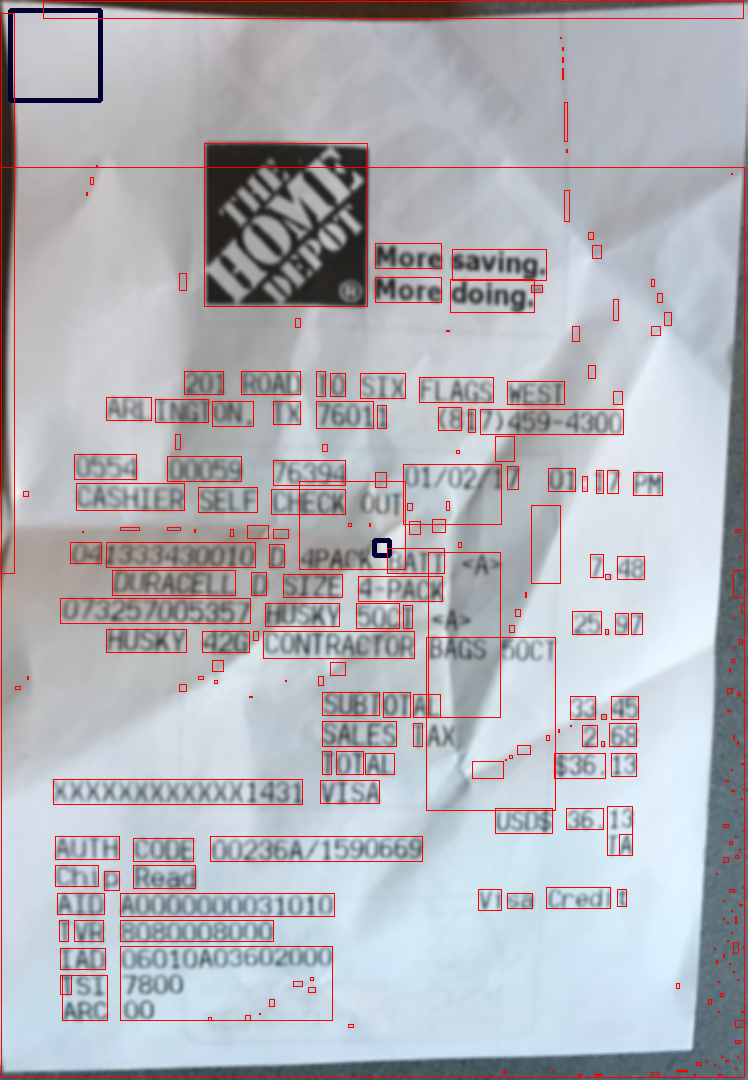 THE
HOME
DEPOT
®
More saving.
More doing.
201 ROAD TO SIX FLAGS WEST
ARLINGTON, TX 76011 (817)459-4300
0554 00059 76394 01/02/17 01:17 PM
CASHIER SELF CHECK OUT
041333430010 D 4PACK BATT <A> 7.48
DURACELL D SIZE 4-PACK
073257005357 HUSKY 50CT <A> 25.97
HUSKY 42G CONTRACTOR BAGS 50CT
SUBTOTAL 33.45
SALES TAX 2.68
TOTAL $36.13
XXXXXXXXXXXX1431 VISA
USD$ 36.13
TA
AUTH CODE 00236A/1590669
Chip Read
AID A0000000031010 Visa Credit
TVR 8080008000
IAD 06010A03602000
TSI 7800
ARC 00